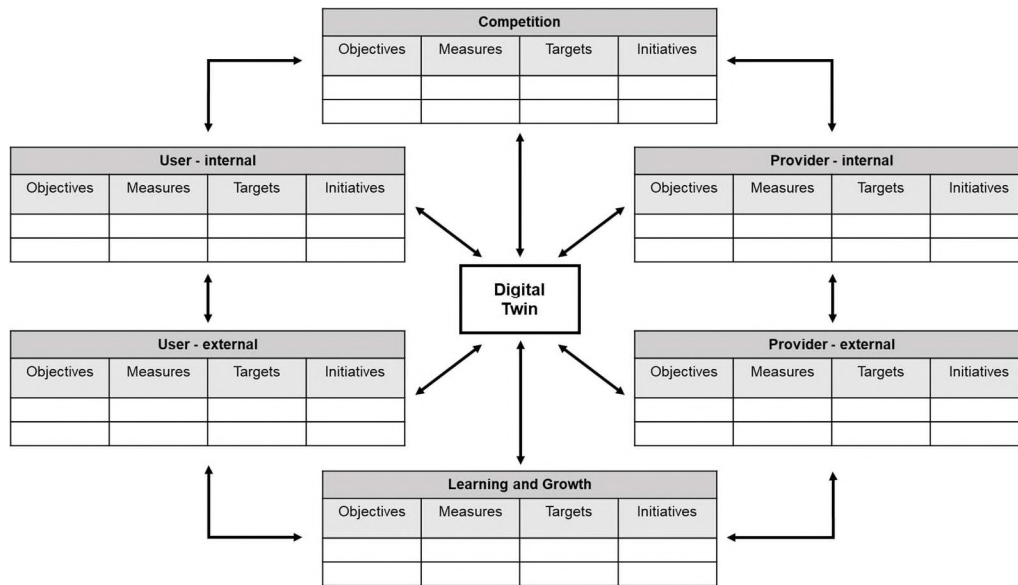 Competition
Objectives Measures Targets Initiatives
User - internal
Objectives Measures Targets Initiatives
Provider - internal
Objectives Measures Targets Initiatives
Digital
Twin
User - external
Objectives Measures Targets Initiatives
Provider - external
Objectives Measures Targets Initiatives
Learning and Growth
Objectives Measures Targets Initiatives